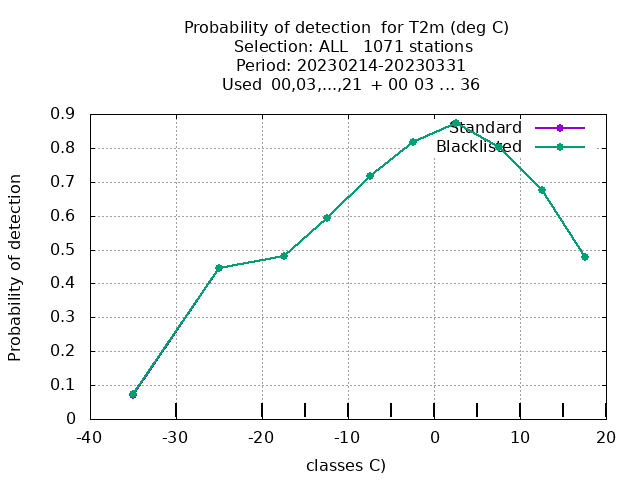 Probability of detection  for T2m (deg C)
Selection: ALL   1071 stations
Period: 20230214-20230331
Used  00,03,...,21  + 00 03 ... 36
Standard
Blacklisted
Probability of detection
0.9
0.8
0.7
0.6
0.5
0.4
0.3
0.2
0.1
0
-40 -30 -20 -10 0 10 20
classes C)